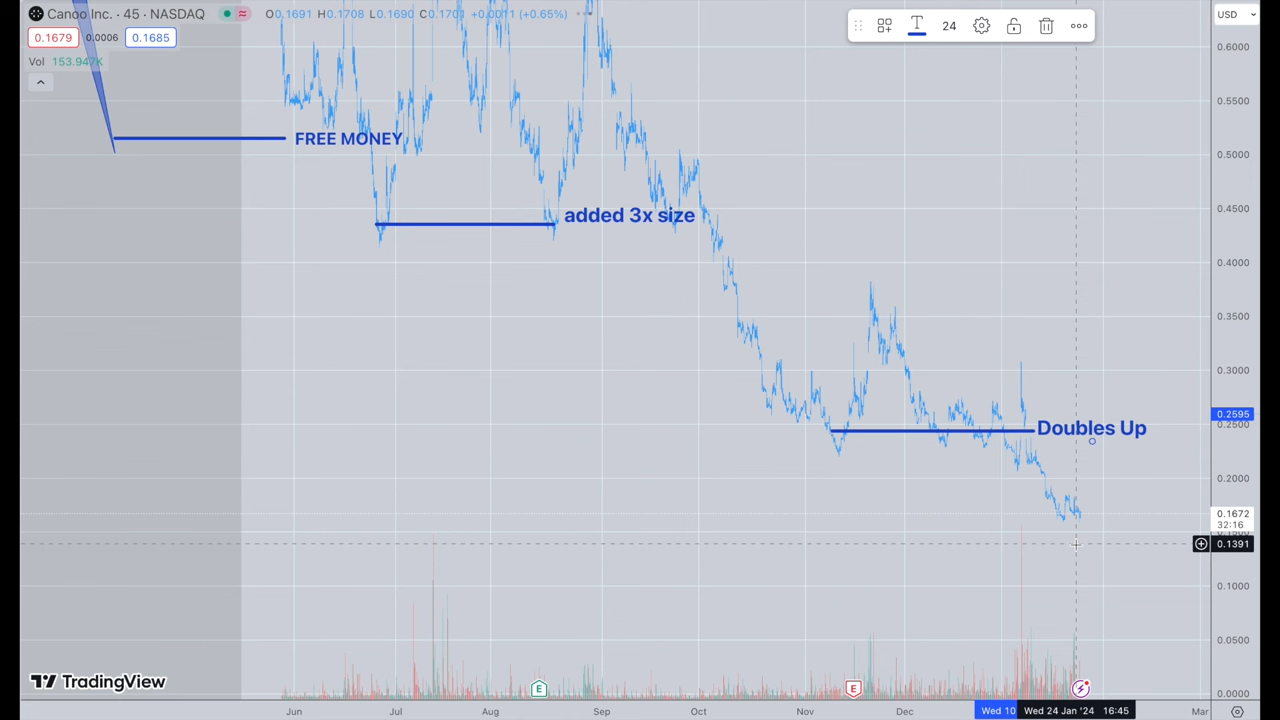 Canoo Inc. · 45 · NASDAQ O0.1691 H0.1708 L0.1690 C0.1701 +0.0011 (+0.65%)
0.1679 0.0006 0.1685
Vol 153.947K
24
USD
0.6000
0.5500
FREE MONEY
0.5000
added 3x size
0.4500
0.4000
0.3500
0.3000
0.2595
0.2500
Doubles Up
0.2000
0.1672
32:16
0.1391
0.1000
0.0500
0.0000
TradingView
E
E
Jun Jul Aug Sep Oct Nov Dec Wed 10 Wed 24 Jan '24 16:45 Mar